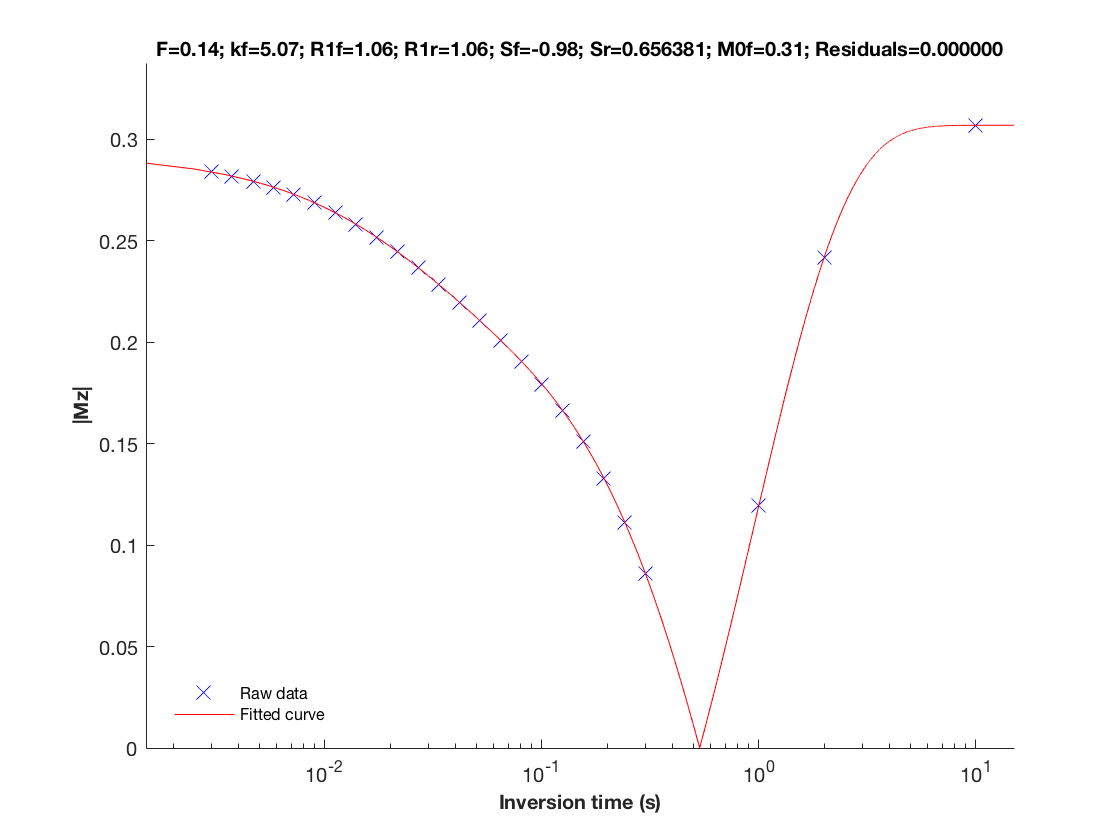 F=0.14; kf=5.07; R1f=1.06; R1r=1.06; Sf=-0.98; Sr=0.656381; M0f=0.31; Residuals=0.000000
0.3
0.25
0.2
0.15
0.1
0.05
0
|Mz|
Raw data
Fitted curve
10^-2 10^-1 10^0 10^1
Inversion time (s)